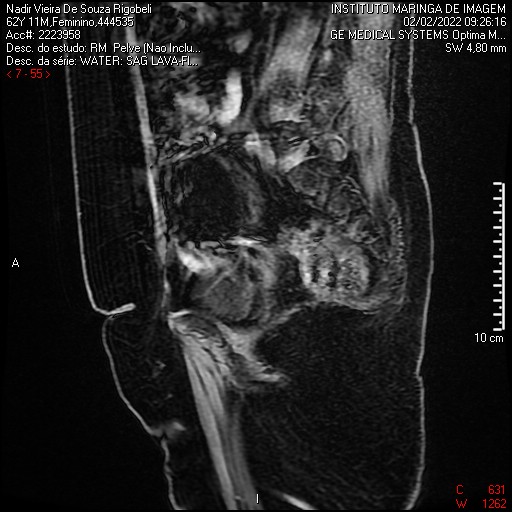 Nadir Vieira De Souza Rigobeli
62Y 11M,Feminino,444535
Acc#: 2223958
Desc. do estudo: RM  Pelve (NaoInclu...
Desc. da série: WATER: SAG LAVA-Fl...
< 7 - 55 >
INSTITUTO MARINGA DE IMAGEM
02/02/2022 09:26:16
GE MEDICAL SYSTEMS Optima M...
SW 4,80 mm
A
10 cm
I
C 631
W 1262